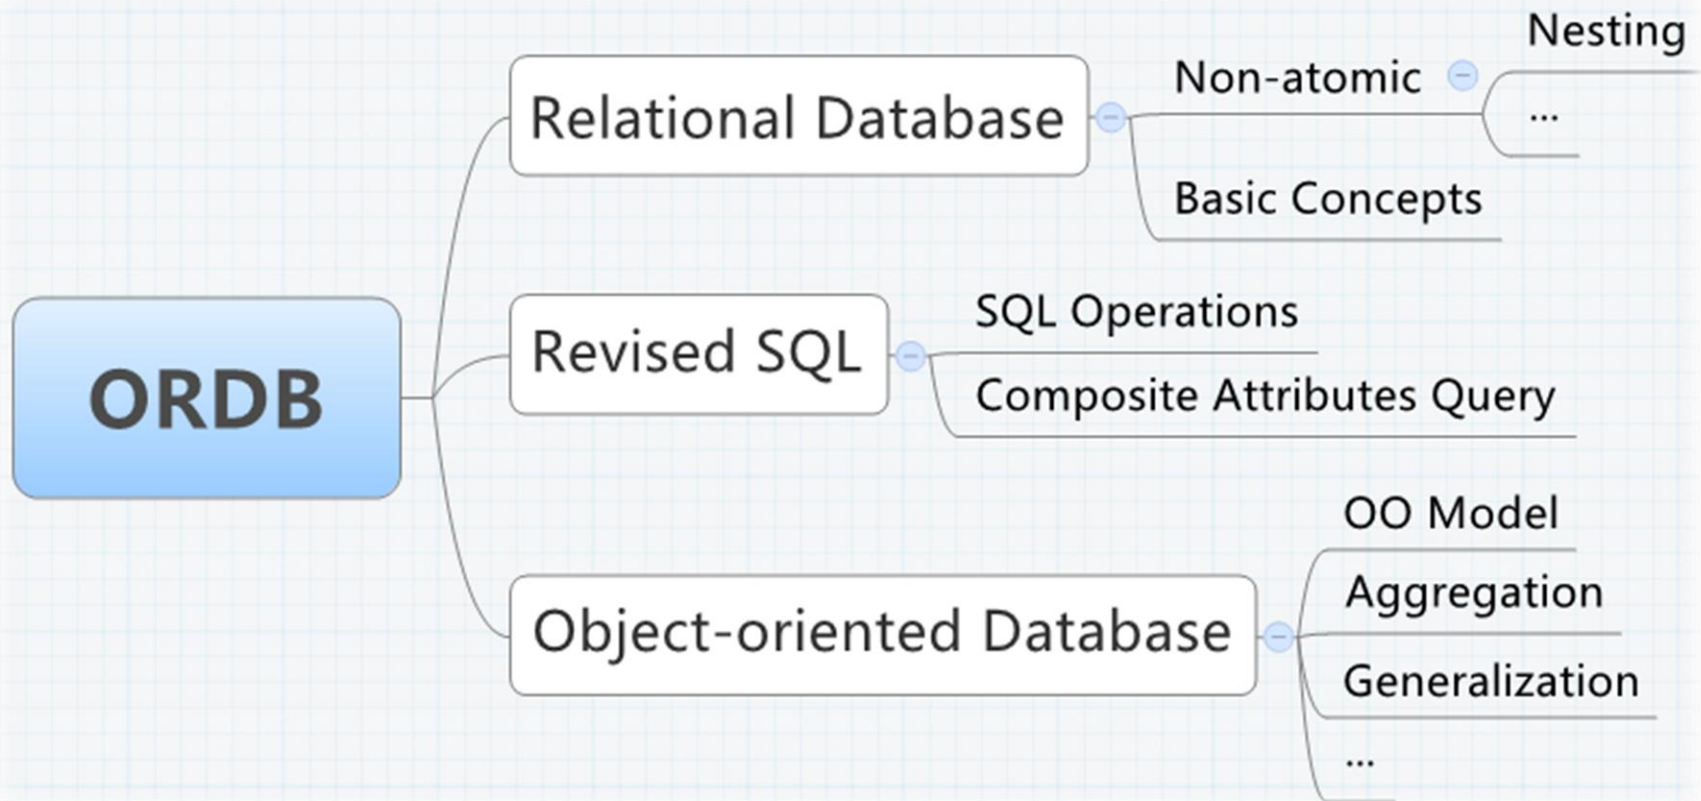 ORDB
Relational Database
Non-atomic
Nesting
...
Basic Concepts
Revised SQL
SQL Operations
Composite Attributes Query
Object-oriented Database
OO Model
Aggregation
Generalization
...